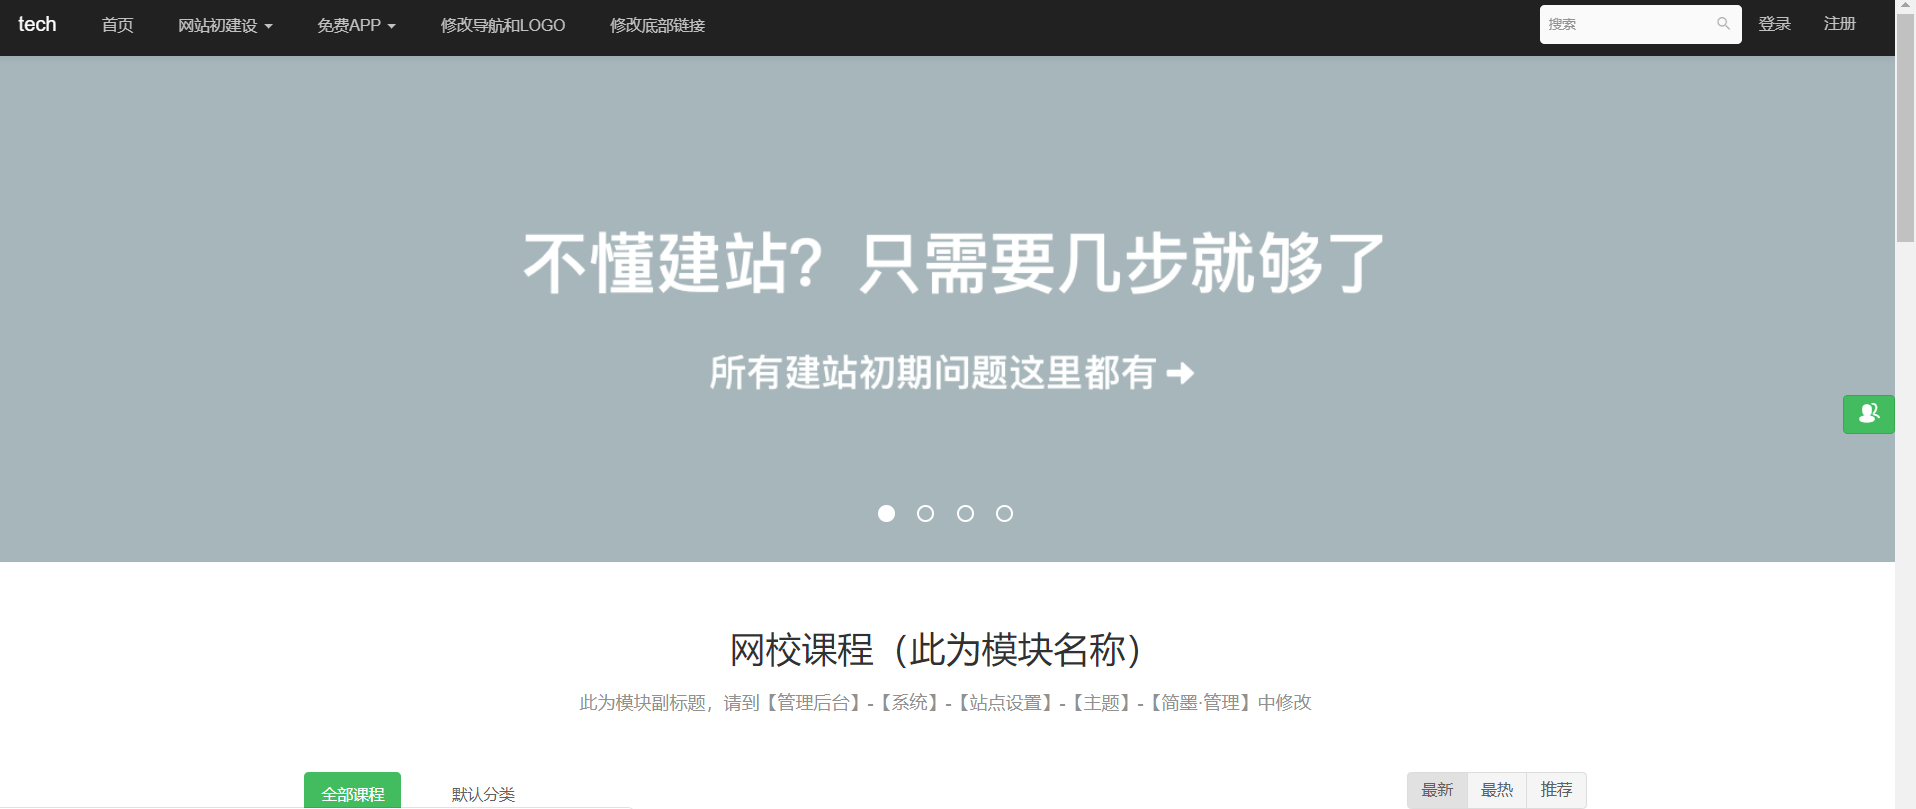 tech 首页 网站初建设 免费APP 修改导航和LOGO 修改底部链接 搜索 登录 注册
不懂建站？只需要几步就够了
所有建站初期问题这里都有
网校课程（此为模块名称）
此为模块副标题，请到【管理后台】-【系统】-【站点设置】-【主题】-【简墨·管理】中修改
全部课程 默认分类 最新 最热 推荐